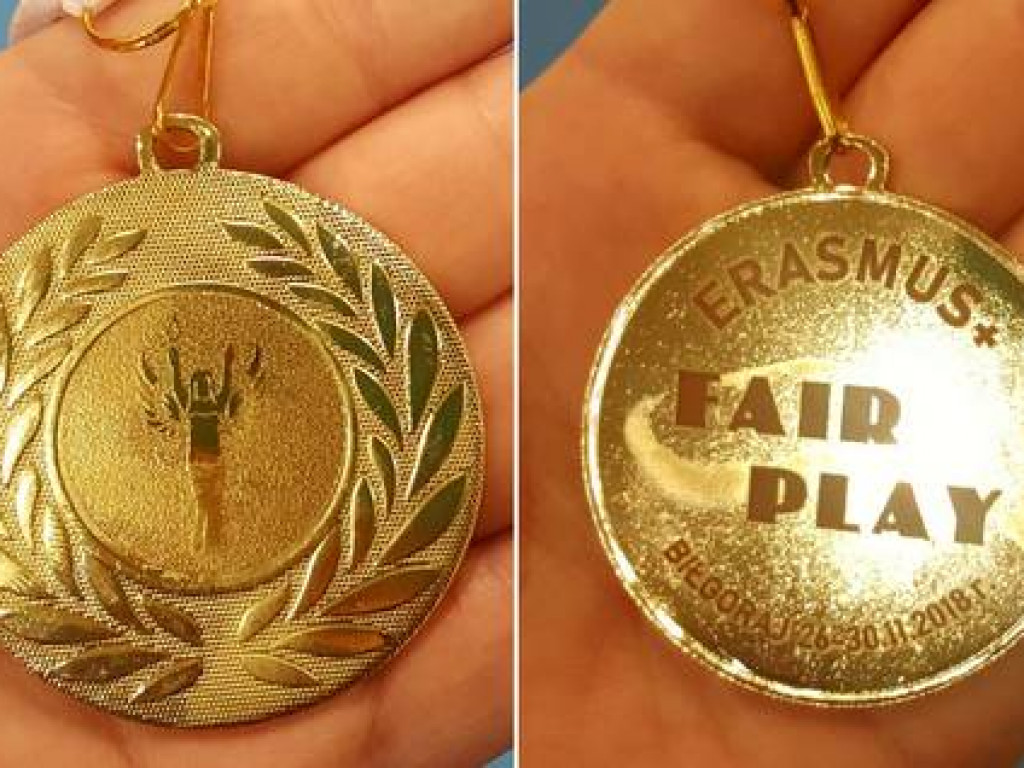 ERASMUS+
FAIR
PLAY
BIŁGORAJ 26-30.11.2018 r.